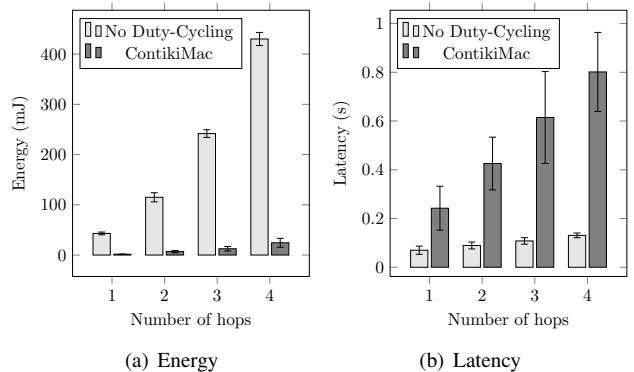 No Duty-Cycling
ContikiMac
400
300
200
100
0
Energy (mJ)
1 2 3 4
Number of hops
(a) Energy
No Duty-Cycling
ContikiMac
1
0.8
0.6
0.4
0.2
0
Latency (s)
1 2 3 4
Number of hops
(b) Latency